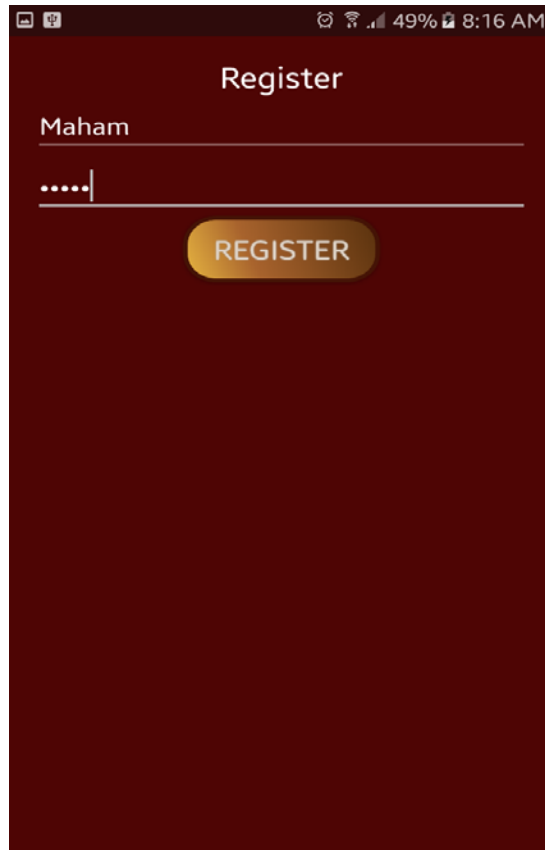 49% 8:16 AM
Register
Maham
•••••
REGISTER